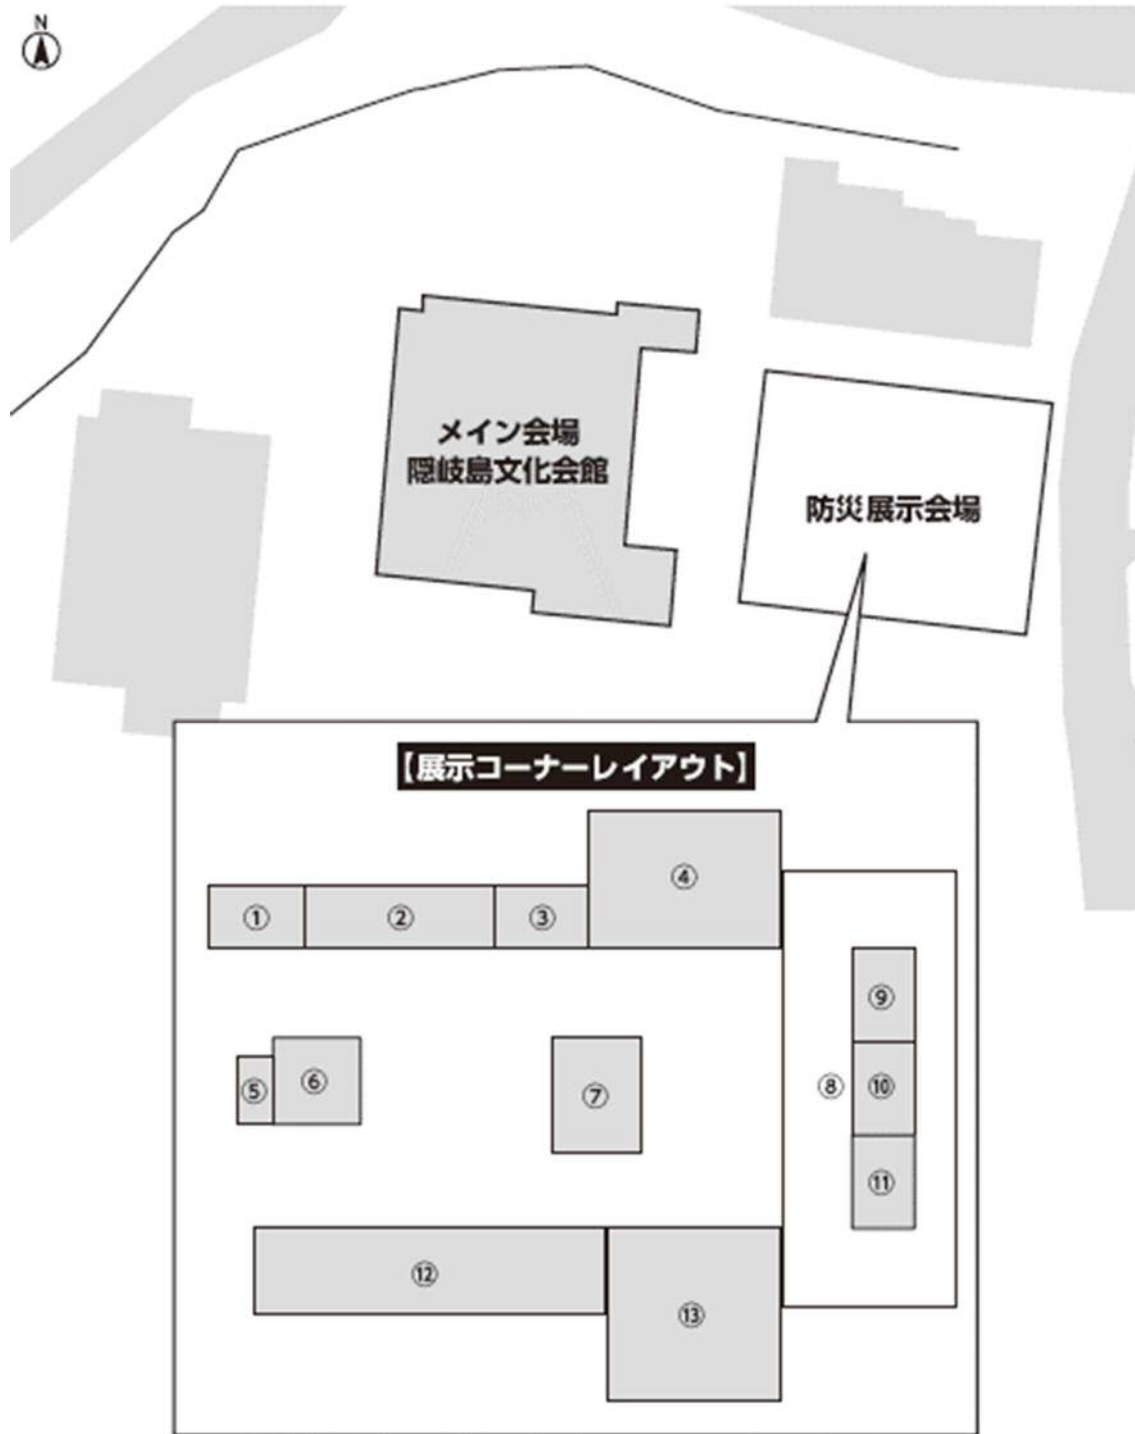 N
メイン会場
隠岐島文化会館
防災展示会場
【展示コーナーレイアウト】
④
① ② ③
⑨
⑤ ⑥ ⑦ ⑧ ⑩
⑪
⑫
⑬